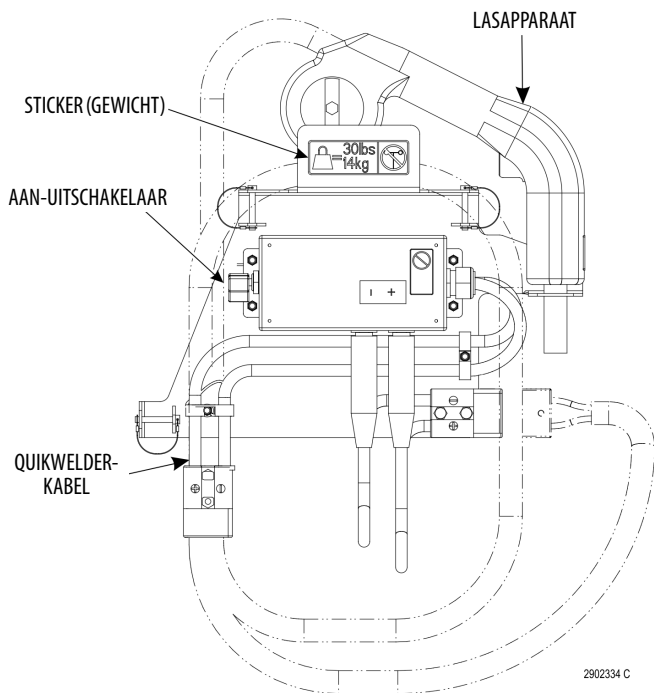 LASAPPARAAT
STICKER (GEWICHT)
= 30lbs
14kg
AAN-UITSCHAKELAAR
- +
QUIKWELDER-
KABEL
2902334 C